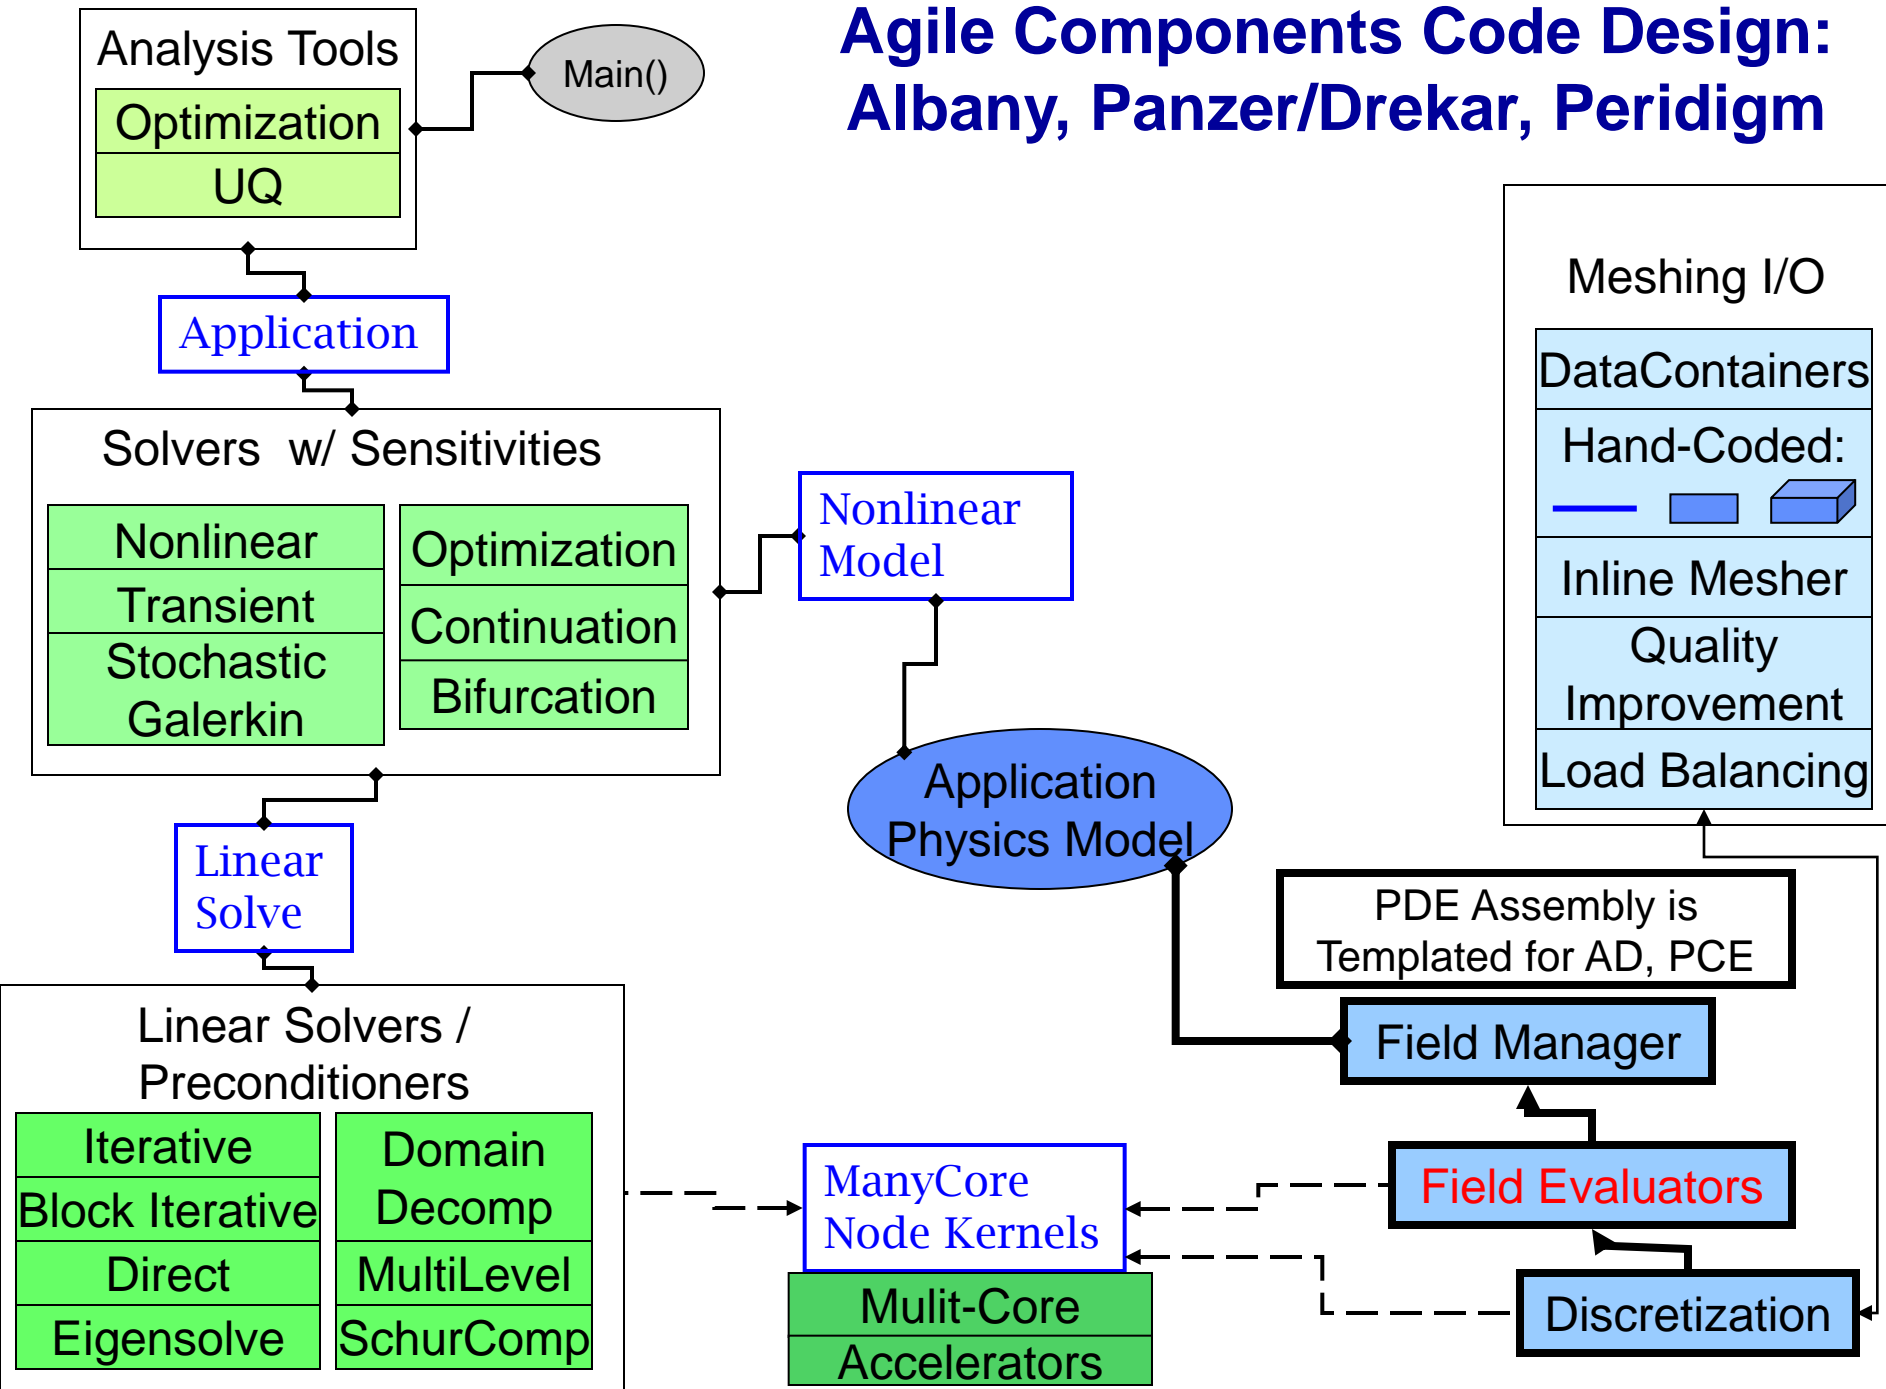 Agile Components Code Design:
Albany, Panzer/Drekar, Peridigm
Analysis Tools
Optimization
UQ
Main()
Application
Solvers w/ Sensitivities
Nonlinear
Transient
Stochastic
Galerkin
Optimization
Continuation
Bifurcation
Nonlinear
Model
Linear
Solve
Application
Physics Model
Linear Solvers /
Preconditioners
Iterative
Block Iterative
Direct
Eigensolve
Domain
Decomp
MultiLevel
SchurComp
ManyCore
Node Kernels
Mulit-Core
Accelerators
Meshing I/O
DataContainers
Hand-Coded:
Inline Mesher
Quality
Improvement
Load Balancing
PDE Assembly is
Templated for AD, PCE
Field Manager
Field Evaluators
Discretization